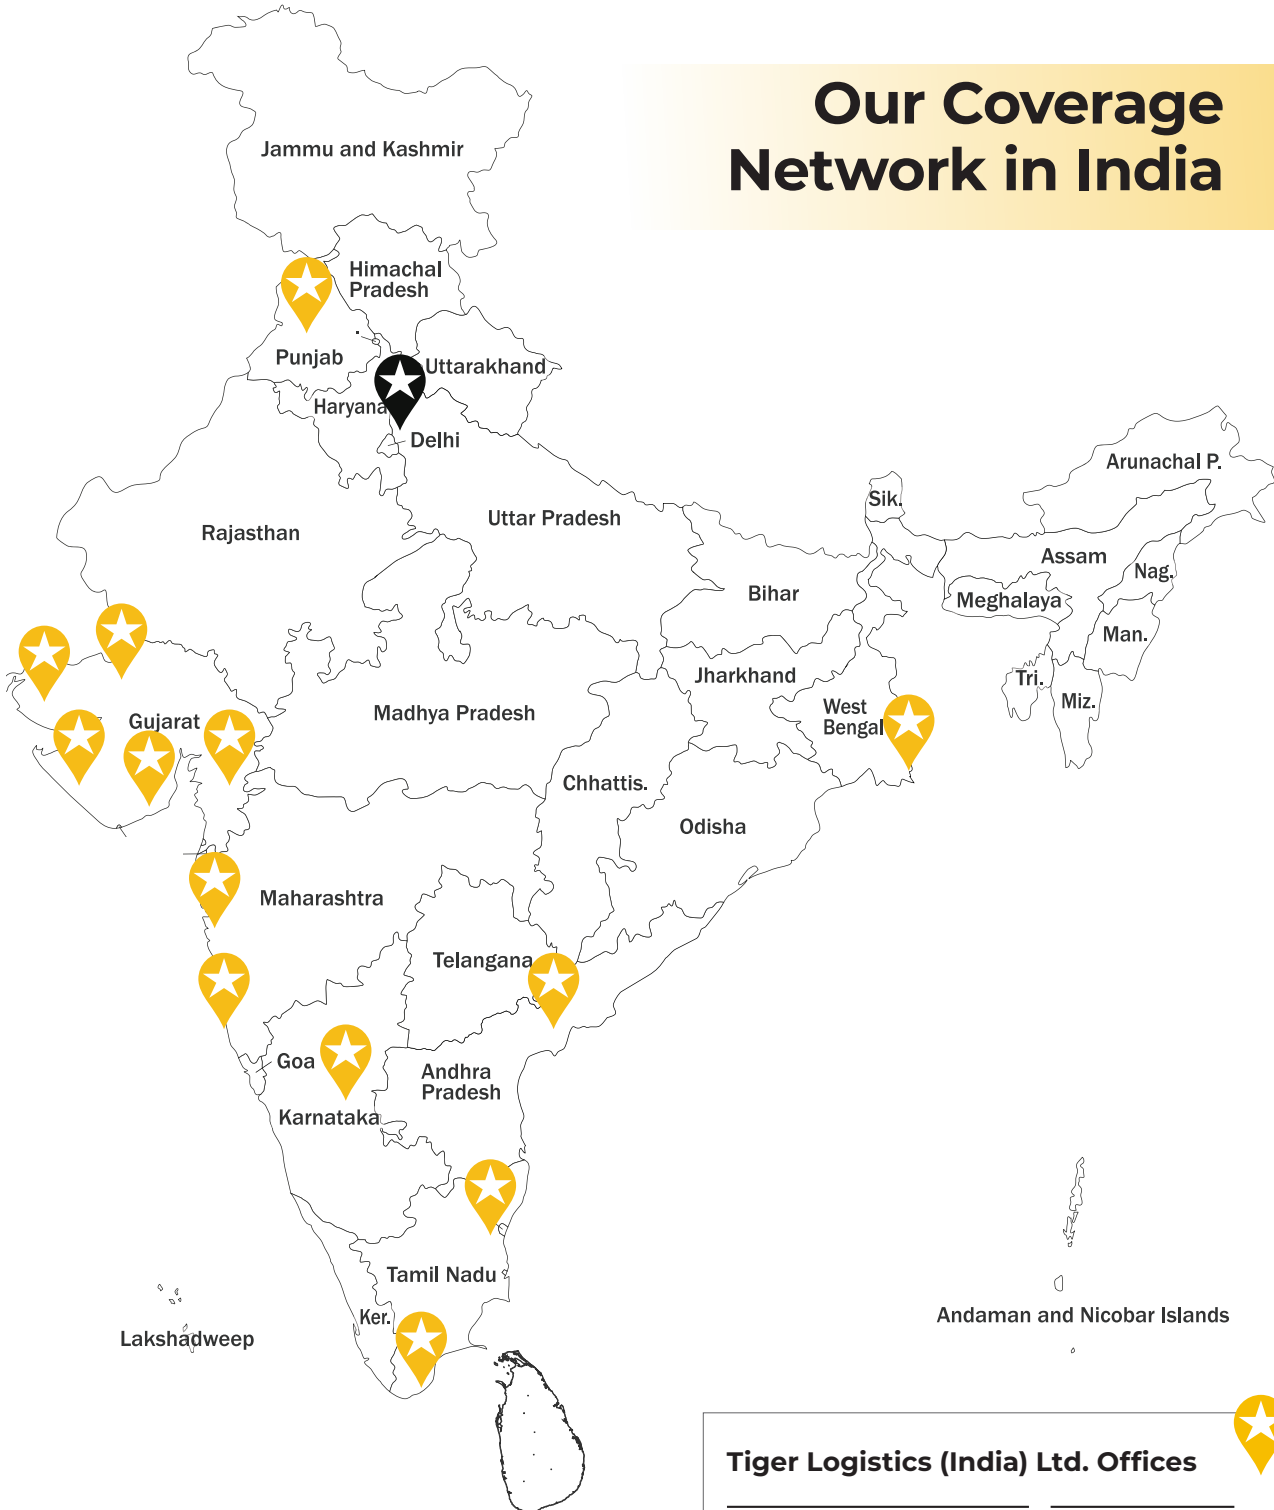 Our Coverage
Network in India
Jammu and Kashmir
Himachal
Pradesh
Punjab
Uttarakhand
Haryana
Delhi
Arunachal P.
Sik.
Rajasthan
Uttar Pradesh
Assam
Nag.
Bihar
Meghalaya
Man.
Jharkhand
Tri.
Miz.
Gujarat
Madhya Pradesh
West
Bengal
Chhattis.
Odisha
Maharashtra
Telangana
Goa
Andhra
Pradesh
Karnataka
Tamil Nadu
Ker.
Lakshadweep
Andaman and Nicobar Islands
Tiger Logistics (India) Ltd. Offices